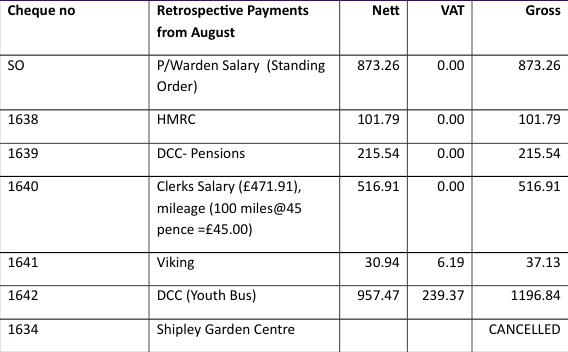 Cheque no Retrospective Payments Nett VAT Gross
from August
SO P/Warden Salary (Standing 873.26 0.00 873.26
Order)
1638 HMRC 101.79 0.00 101.79
1639 DCC- Pensions 215.54 0.00 215.54
1640 Clerks Salary (£471.91), 516.91 0.00 516.91
mileage (100 miles@45
pence =£45.00)
1641 Viking 30.94 6.19 37.13
1642 DCC (Youth Bus) 957.47 239.37 1196.84
1634 Shipley Garden Centre CANCELLED